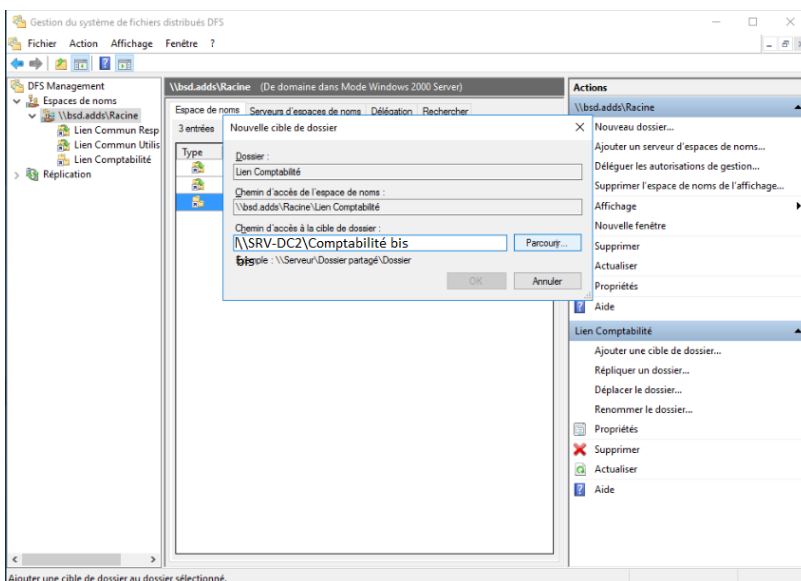 Gestion du système de fichiers distribués DFS
Fichier Action Affichage Fenêtre ?
DFS Management
Espaces de noms
\\bsd.adds\Racine
Lien Commun Resp
Lien Commun Utilis
Lien Comptabilité
Réplication
\\bsd.adds\Racine (De domaine dans Mode Windows 2000 Server)
Espace de noms Serveurs d'espaces de noms Délégation Rechercher
3 entrées
Type
Nouvelle cible de dossier
Dossier :
Lien Comptabilité
Chemin d'accès de l'espace de noms :
\\bsd.adds\Racine\Lien Comptabilité
Chemin d'accès à la cible de dossier :
\\SRV-DC2\Comptabilité bis
Parcourir...
bis
: \\Serveur\Dossier partagé\Dossier
OK Annuler
Actions
\\bsd.adds\Racine
Nouveau dossier...
Ajouter un serveur d'espaces de noms...
Déléguer les autorisations de gestion...
Supprimer l'espace de noms de l'affichage...
Affichage
Nouvelle fenêtre
Supprimer
Actualiser
Propriétés
Aide
Lien Comptabilité
Ajouter une cible de dossier...
Répliquer un dossier...
Déplacer le dossier...
Renommer le dossier...
Propriétés
Supprimer
Actualiser
Aide
Ajouter une cible de dossier au dossier sélectionné.